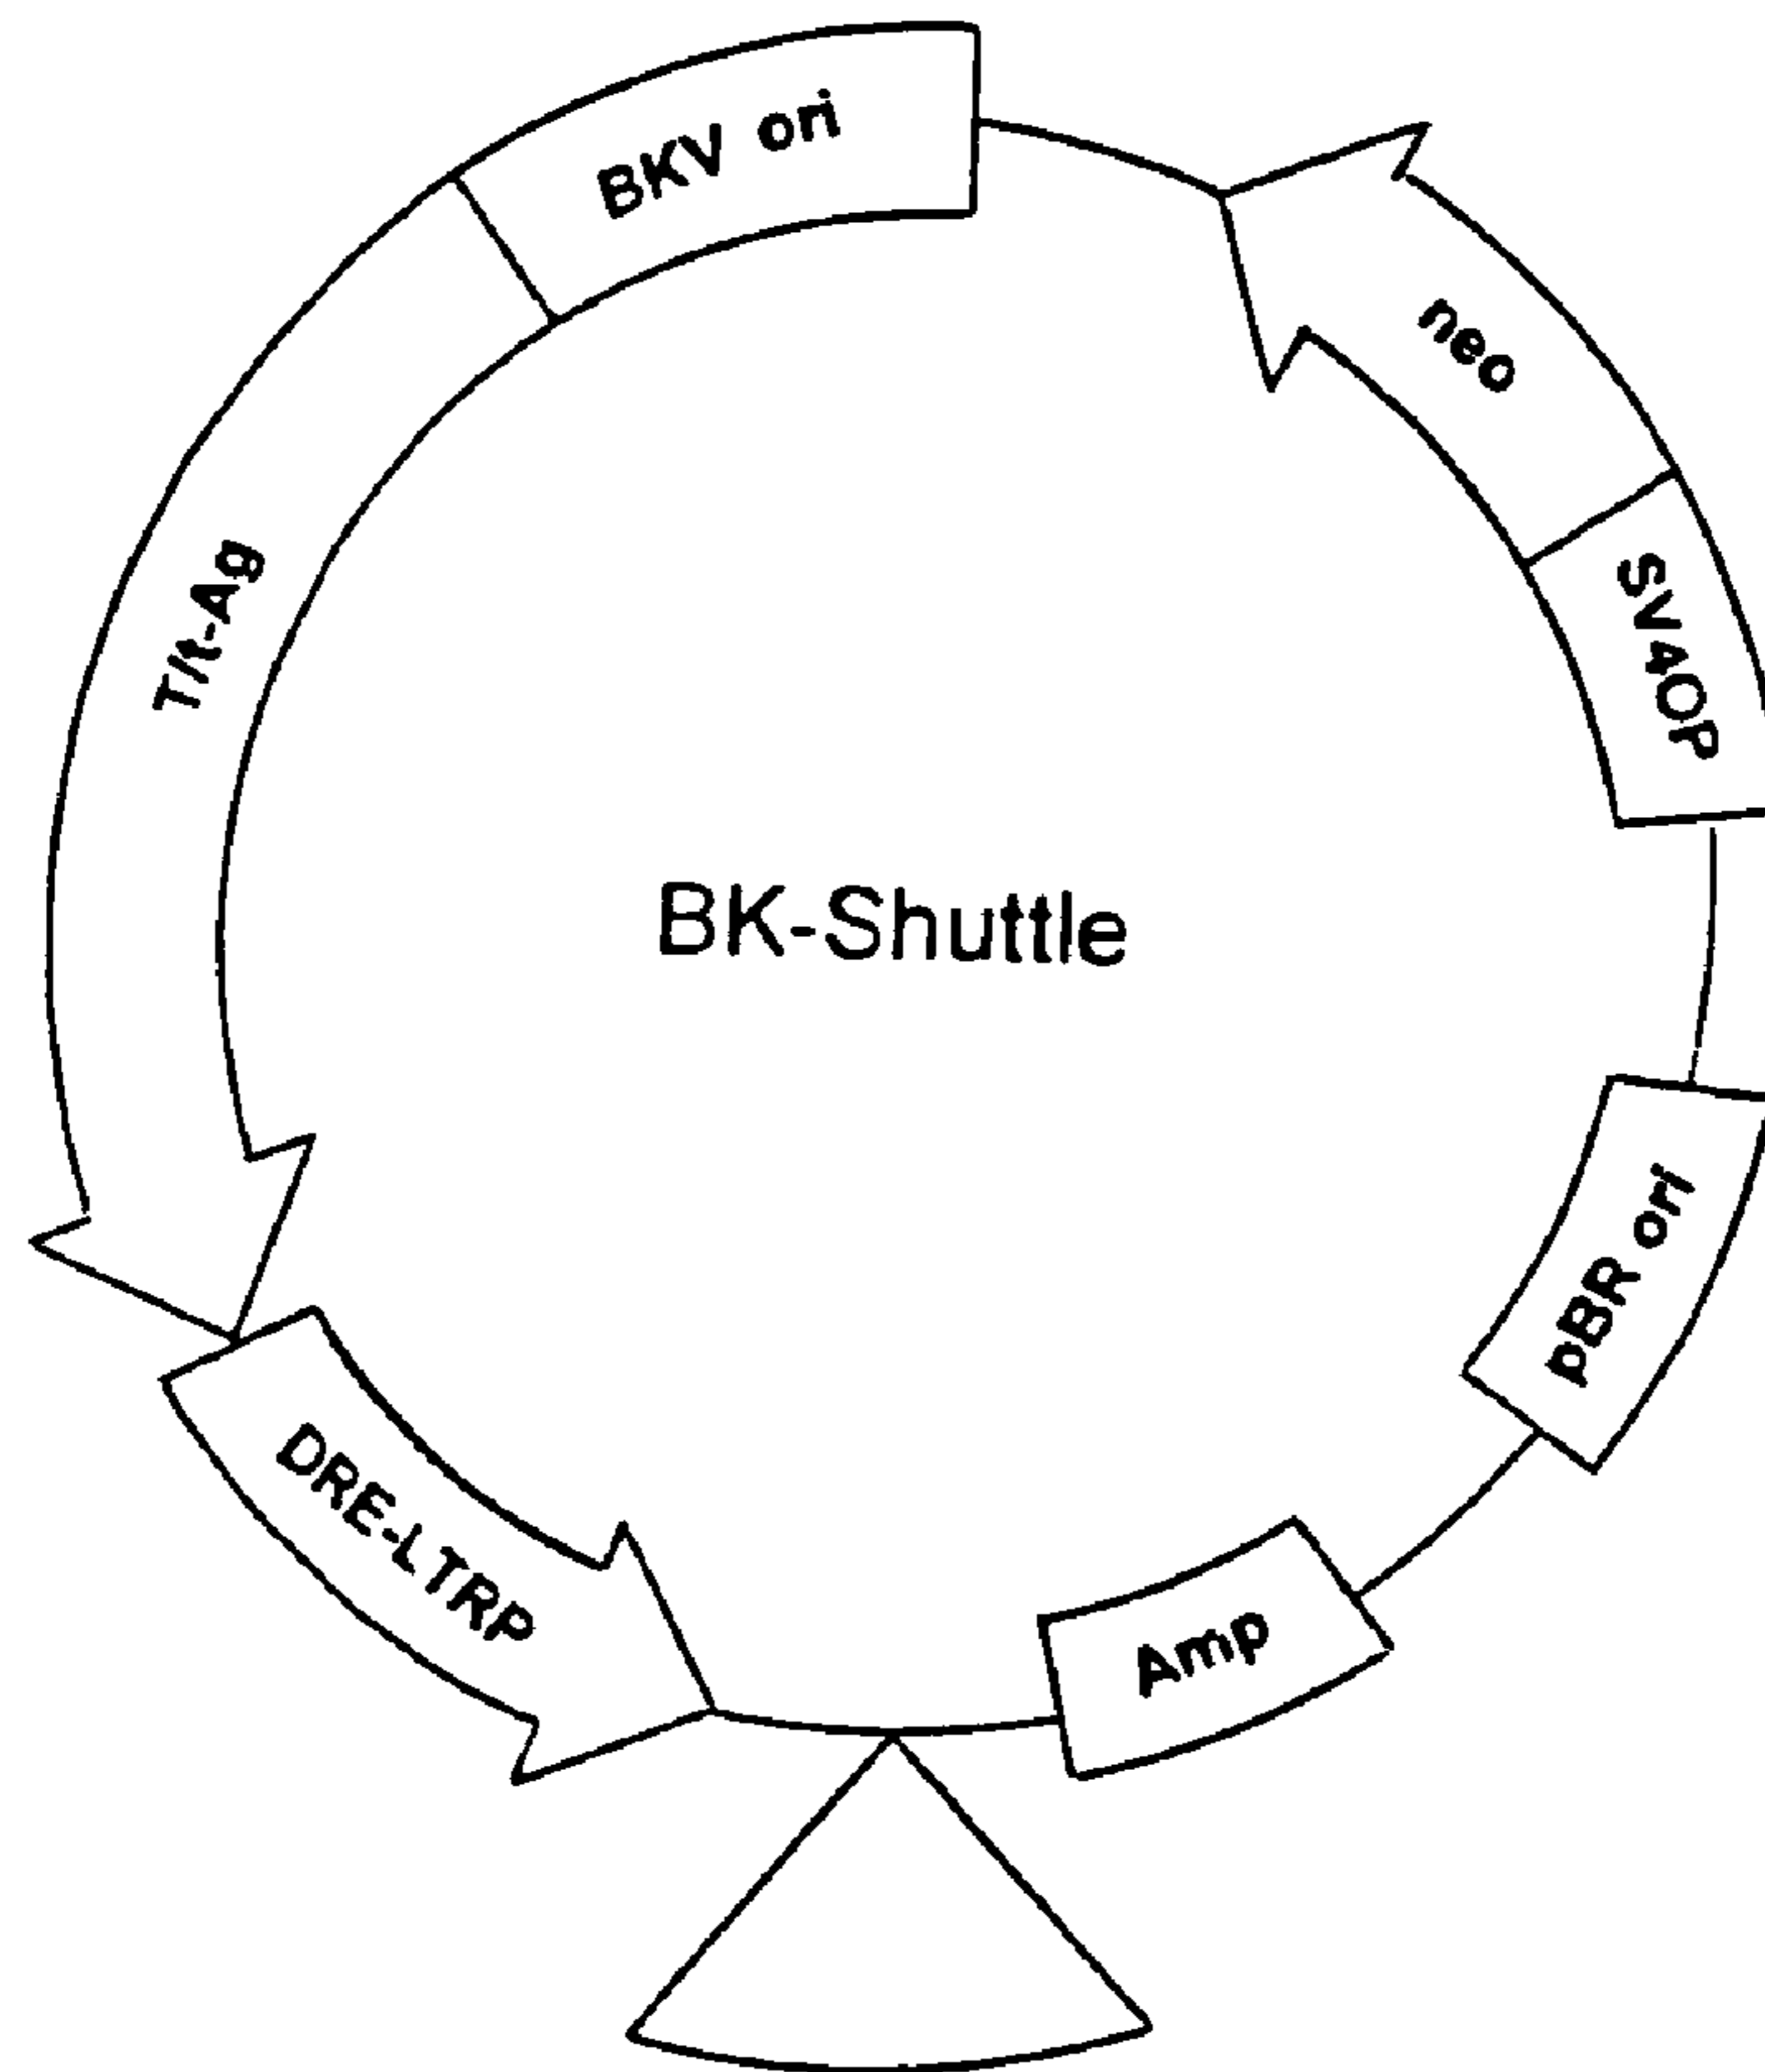 BKV ori
neo
SV40P
T/t-Ag
BK-Shuttle
pBR ori
DRE-LTRP
Amp